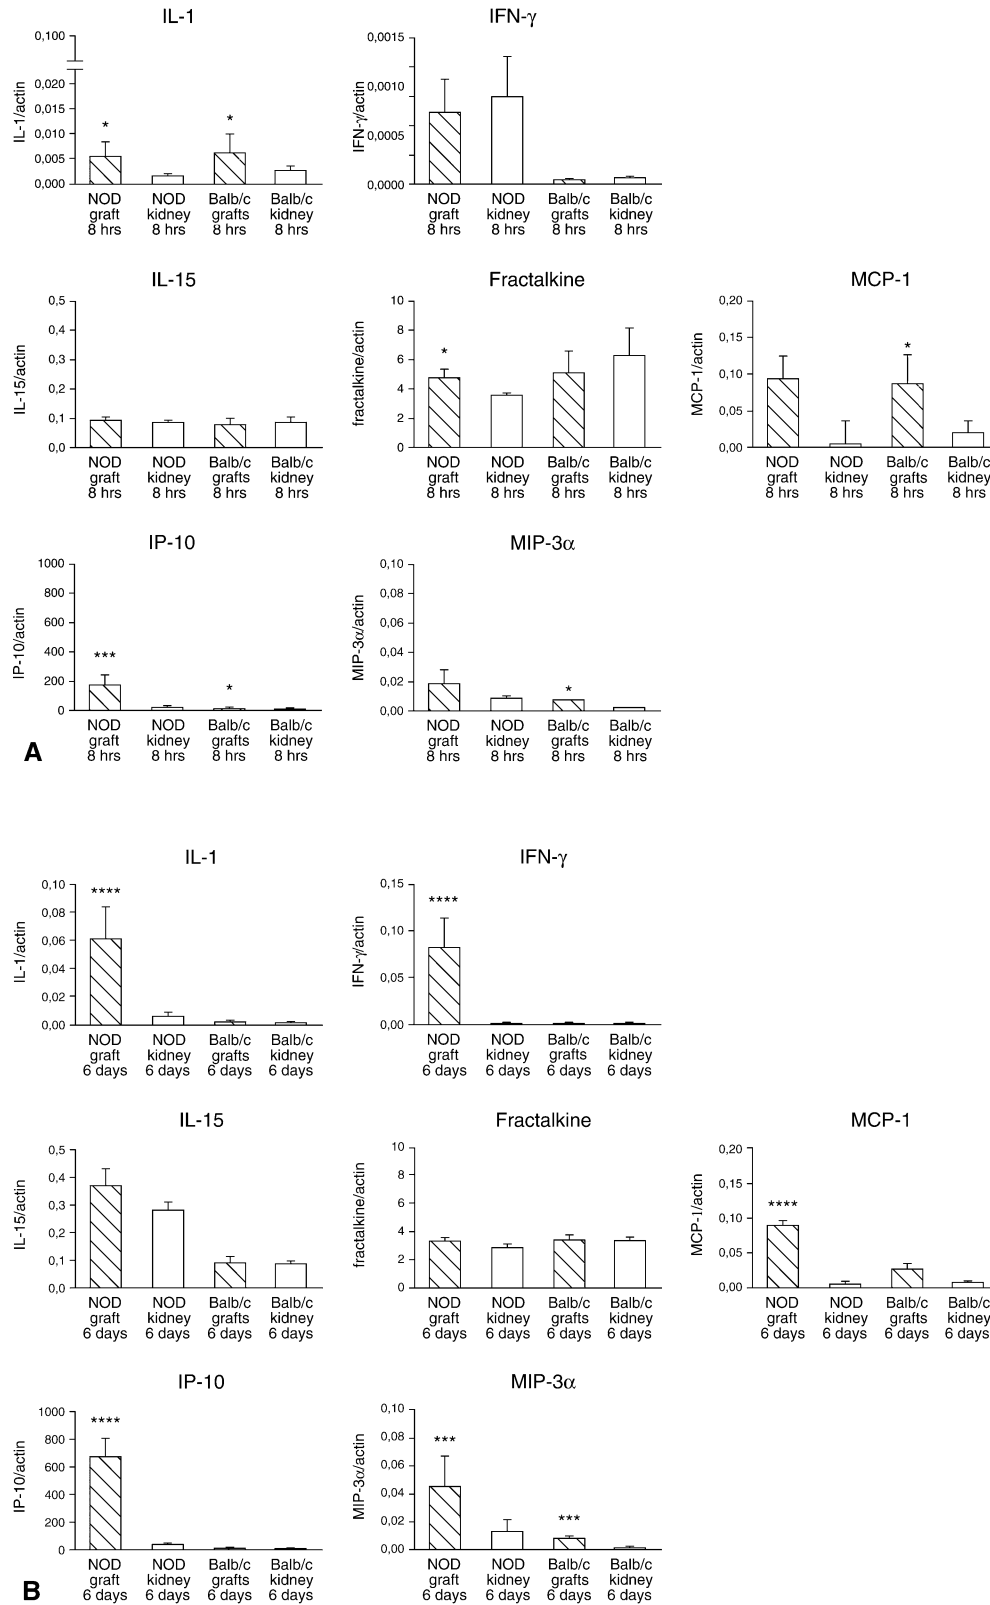 IL-1
IL-1/actin
0,100
0,020
0,015
0,010
0,005
0,000
*
*
NOD NOD Balb/c Balb/c
graft kidney grafts kidney
8 hrs 8 hrs 8 hrs 8 hrs
IFN-γ
IFN-γ/actin
0,0015
0,0010
0,0005
0,0000
NOD NOD Balb/c Balb/c
graft kidney grafts kidney
8 hrs 8 hrs 8 hrs 8 hrs
IL-15
IL-15/actin
0,5
0,4
0,3
0,2
0,1
0,0
NOD NOD Balb/c Balb/c
graft kidney grafts kidney
8 hrs 8 hrs 8 hrs 8 hrs
Fractalkine
fractalkine/actin
10
8
6
4
2
0
*
NOD NOD Balb/c Balb/c
graft kidney grafts kidney
8 hrs 8 hrs 8 hrs 8 hrs
MCP-1
MCP-1/actin
0,20
0,15
0,10
0,05
0,00
*
NOD NOD Balb/c Balb/c
graft kidney grafts kidney
8 hrs 8 hrs 8 hrs 8 hrs
IP-10
IP-10/actin
1000
800
600
400
200
0
***
*
NOD NOD Balb/c Balb/c
graft kidney grafts kidney
8 hrs 8 hrs 8 hrs 8 hrs
MIP-3α
MIP-3α/actin
0,10
0,08
0,06
0,04
0,02
0,00
*
NOD NOD Balb/c Balb/c
graft kidney grafts kidney
8 hrs 8 hrs 8 hrs 8 hrs
A
IL-1
IL-1/actin
0,10
0,08
0,06
0,04
0,02
0,00
****
NOD NOD Balb/c Balb/c
graft kidney grafts kidney
6 days 6 days 6 days 6 days
IFN-γ
IFN-γ/actin
0,15
0,10
0,05
0,00
****
NOD NOD Balb/c Balb/c
graft kidney grafts kidney
6 days 6 days 6 days 6 days
IL-15
IL-15/actin
0,5
0,4
0,3
0,2
0,1
0,0
NOD NOD Balb/c Balb/c
graft kidney grafts kidney
6 days 6 days 6 days 6 days
Fractalkine
fractalkine/actin
10
8
6
4
2
0
NOD NOD Balb/c Balb/c
graft kidney grafts kidney
6 days 6 days 6 days 6 days
MCP-1
MCP-1/actin
0,20
0,15
0,10
0,05
0,00
****
NOD NOD Balb/c Balb/c
graft kidney grafts kidney
6 days 6 days 6 days 6 days
IP-10
IP-10/actin
1000
800
600
400
200
0
****
NOD NOD Balb/c Balb/c
graft kidney grafts kidney
6 days 6 days 6 days 6 days
MIP-3α
MIP-3α/actin
0,10
0,08
0,06
0,04
0,02
0,00
***
***
NOD NOD Balb/c Balb/c
graft kidney grafts kidney
6 days 6 days 6 days 6 days
B